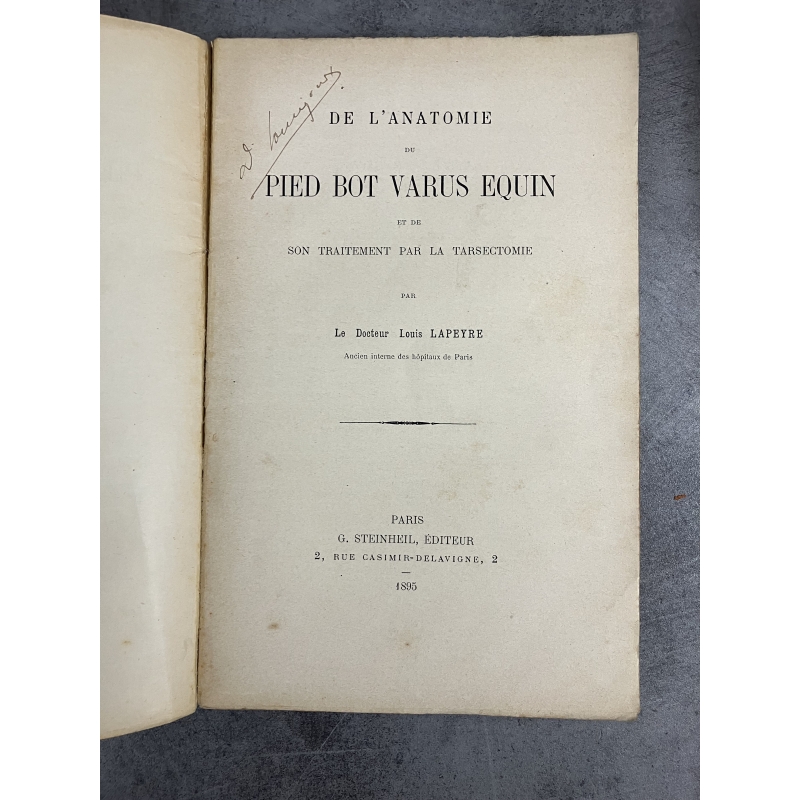 DE L'ANATOMIE
DU
PIED BOT VARUS EQUIN
ET DE
SON TRAITEMENT PAR LA TARSECTOMIE
PAR
Le Docteur Louis LAPEYRE
Ancien interne des hôpitaux de Paris
PARIS
G. STEINHEIL, ÉDITEUR
2, RUE CASIMIR-DELAVIGNE, 2
1895